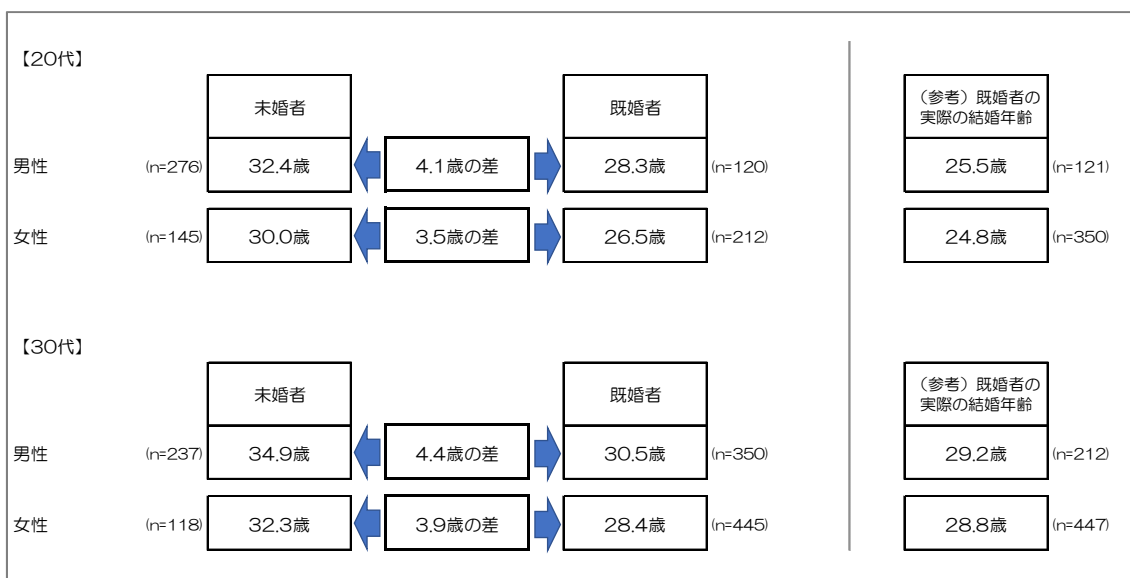 【20代】
未婚者
既婚者
（参考）既婚者の
実際の結婚年齢
男性 (n=276) 32.4歳 4.1歳の差 28.3歳 (n=120) 25.5歳 (n=121)
女性 (n=145) 30.0歳 3.5歳の差 26.5歳 (n=212) 24.8歳 (n=350)
【30代】
未婚者
既婚者
（参考）既婚者の
実際の結婚年齢
男性 (n=237) 34.9歳 4.4歳の差 30.5歳 (n=350) 29.2歳 (n=212)
女性 (n=118) 32.3歳 3.9歳の差 28.4歳 (n=445) 28.8歳 (n=447)